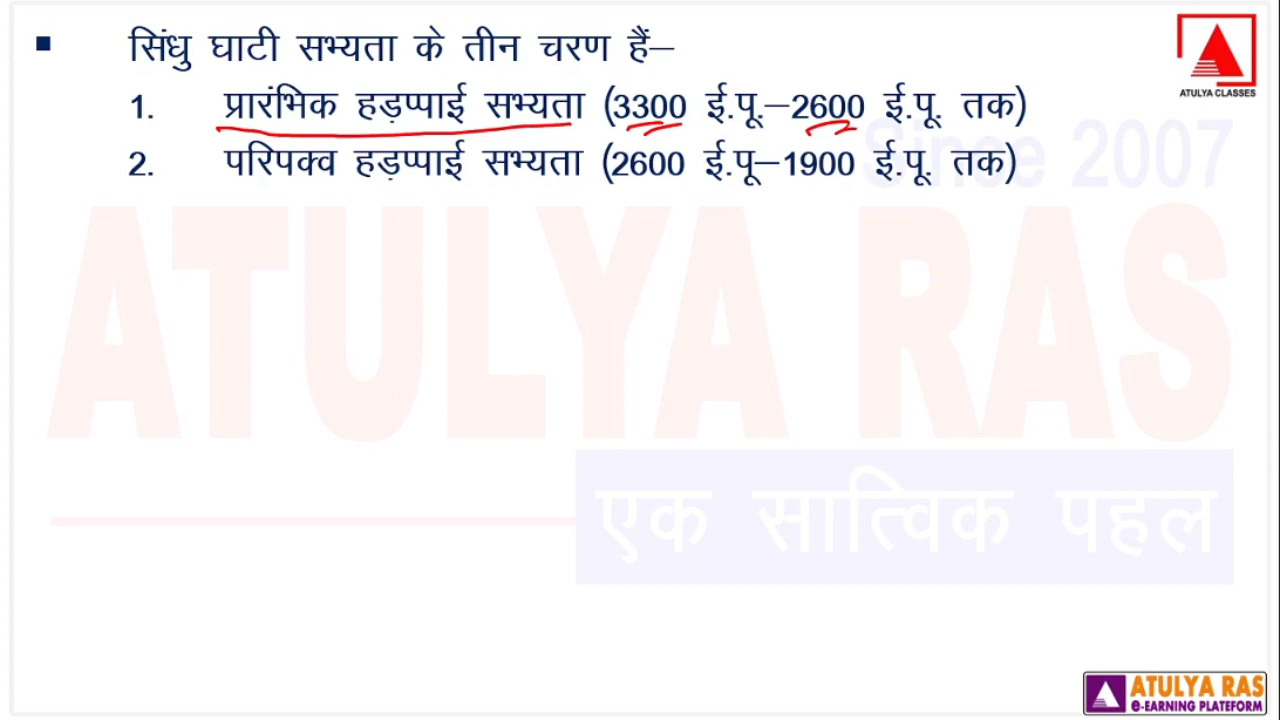 ▪ सिंधु घाटी सभ्यता के तीन चरण हैं–
1. प्रारंभिक हड़प्पाई सभ्यता (3300 ई.पू.–2600 ई.पू. तक)
2. परिपक्व हड़प्पाई सभ्यता (2600 ई.पू–1900 ई.पू. तक)
ATULYA CLASSES
Since 2007
ATULYA RAS
एक सात्विक पहल
ATULYA RAS
e-EARNING PLATEFORM